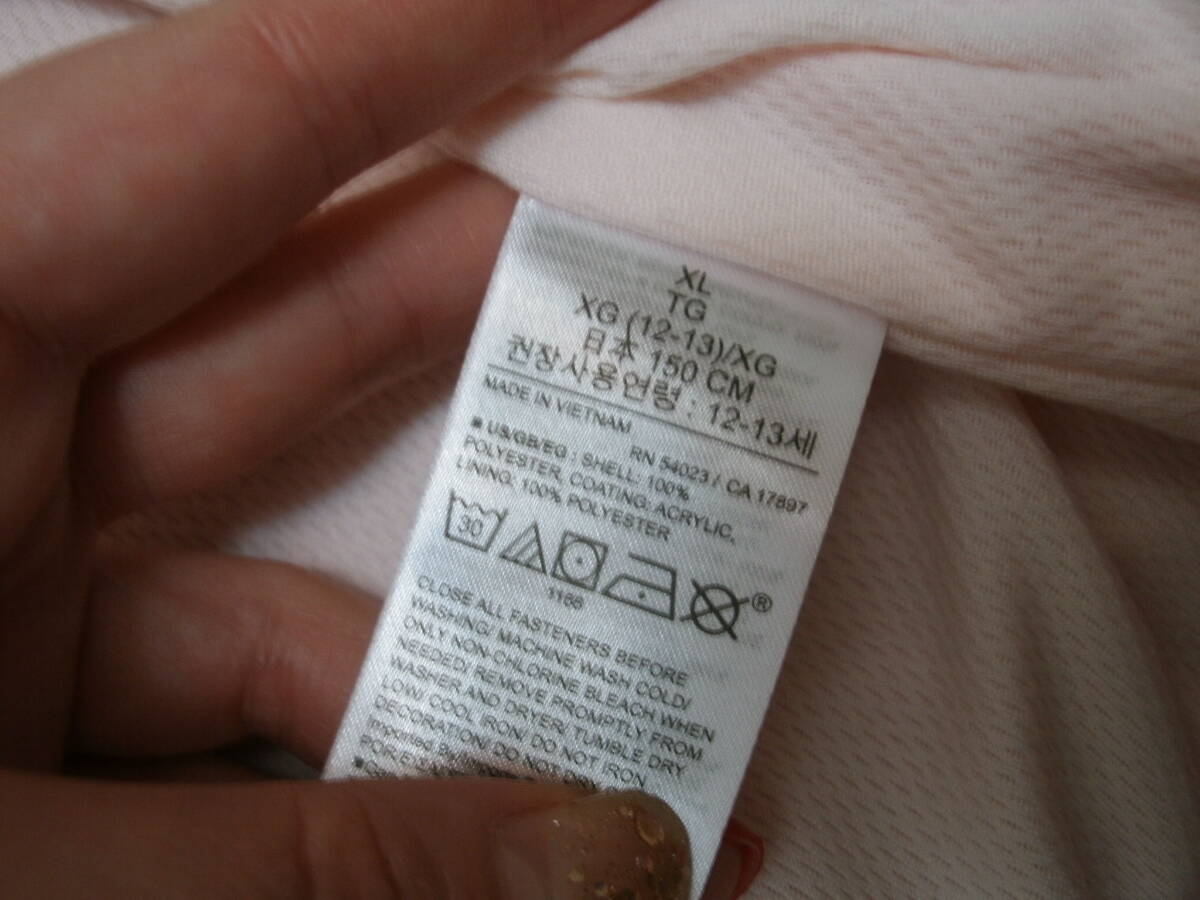 XL
TG
XG (12-13)/XG
日本 150 CM
권장사용연령 : 12-13세
MADE IN VIETNAM
RN 54023 / CA 17897
■ US/GB/EG : SHELL: 100%
POLYESTER, COATING: ACRYLIC,
LINING: 100% POLYESTER
30
®
CLOSE ALL FASTENERS BEFORE
WASHING/ MACHINE WASH COLD/
ONLY NON-CHLORINE BLEACH WHEN
NEEDED/ REMOVE PROMPTLY FROM
WASHER AND DRYER, TUMBLE DRY
LOW/ COOL IRON/ DO NOT IRON
DECORATION/ DO NOT DRY
Imported By